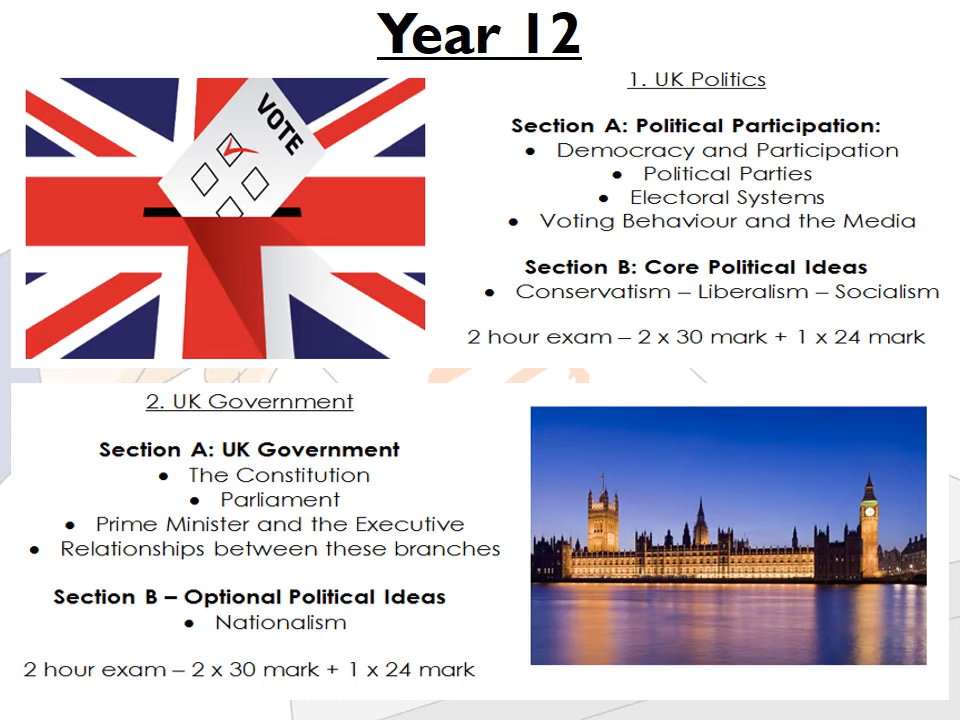 Year 12
VOTE
1. UK Politics
Section A: Political Participation:
• Democracy and Participation
• Political Parties
• Electoral Systems
• Voting Behaviour and the Media
Section B: Core Political Ideas
• Conservatism – Liberalism – Socialism
2 hour exam – 2 x 30 mark + 1 x 24 mark
2. UK Government
Section A: UK Government
• The Constitution
• Parliament
• Prime Minister and the Executive
• Relationships between these branches
Section B – Optional Political Ideas
• Nationalism
2 hour exam – 2 x 30 mark + 1 x 24 mark